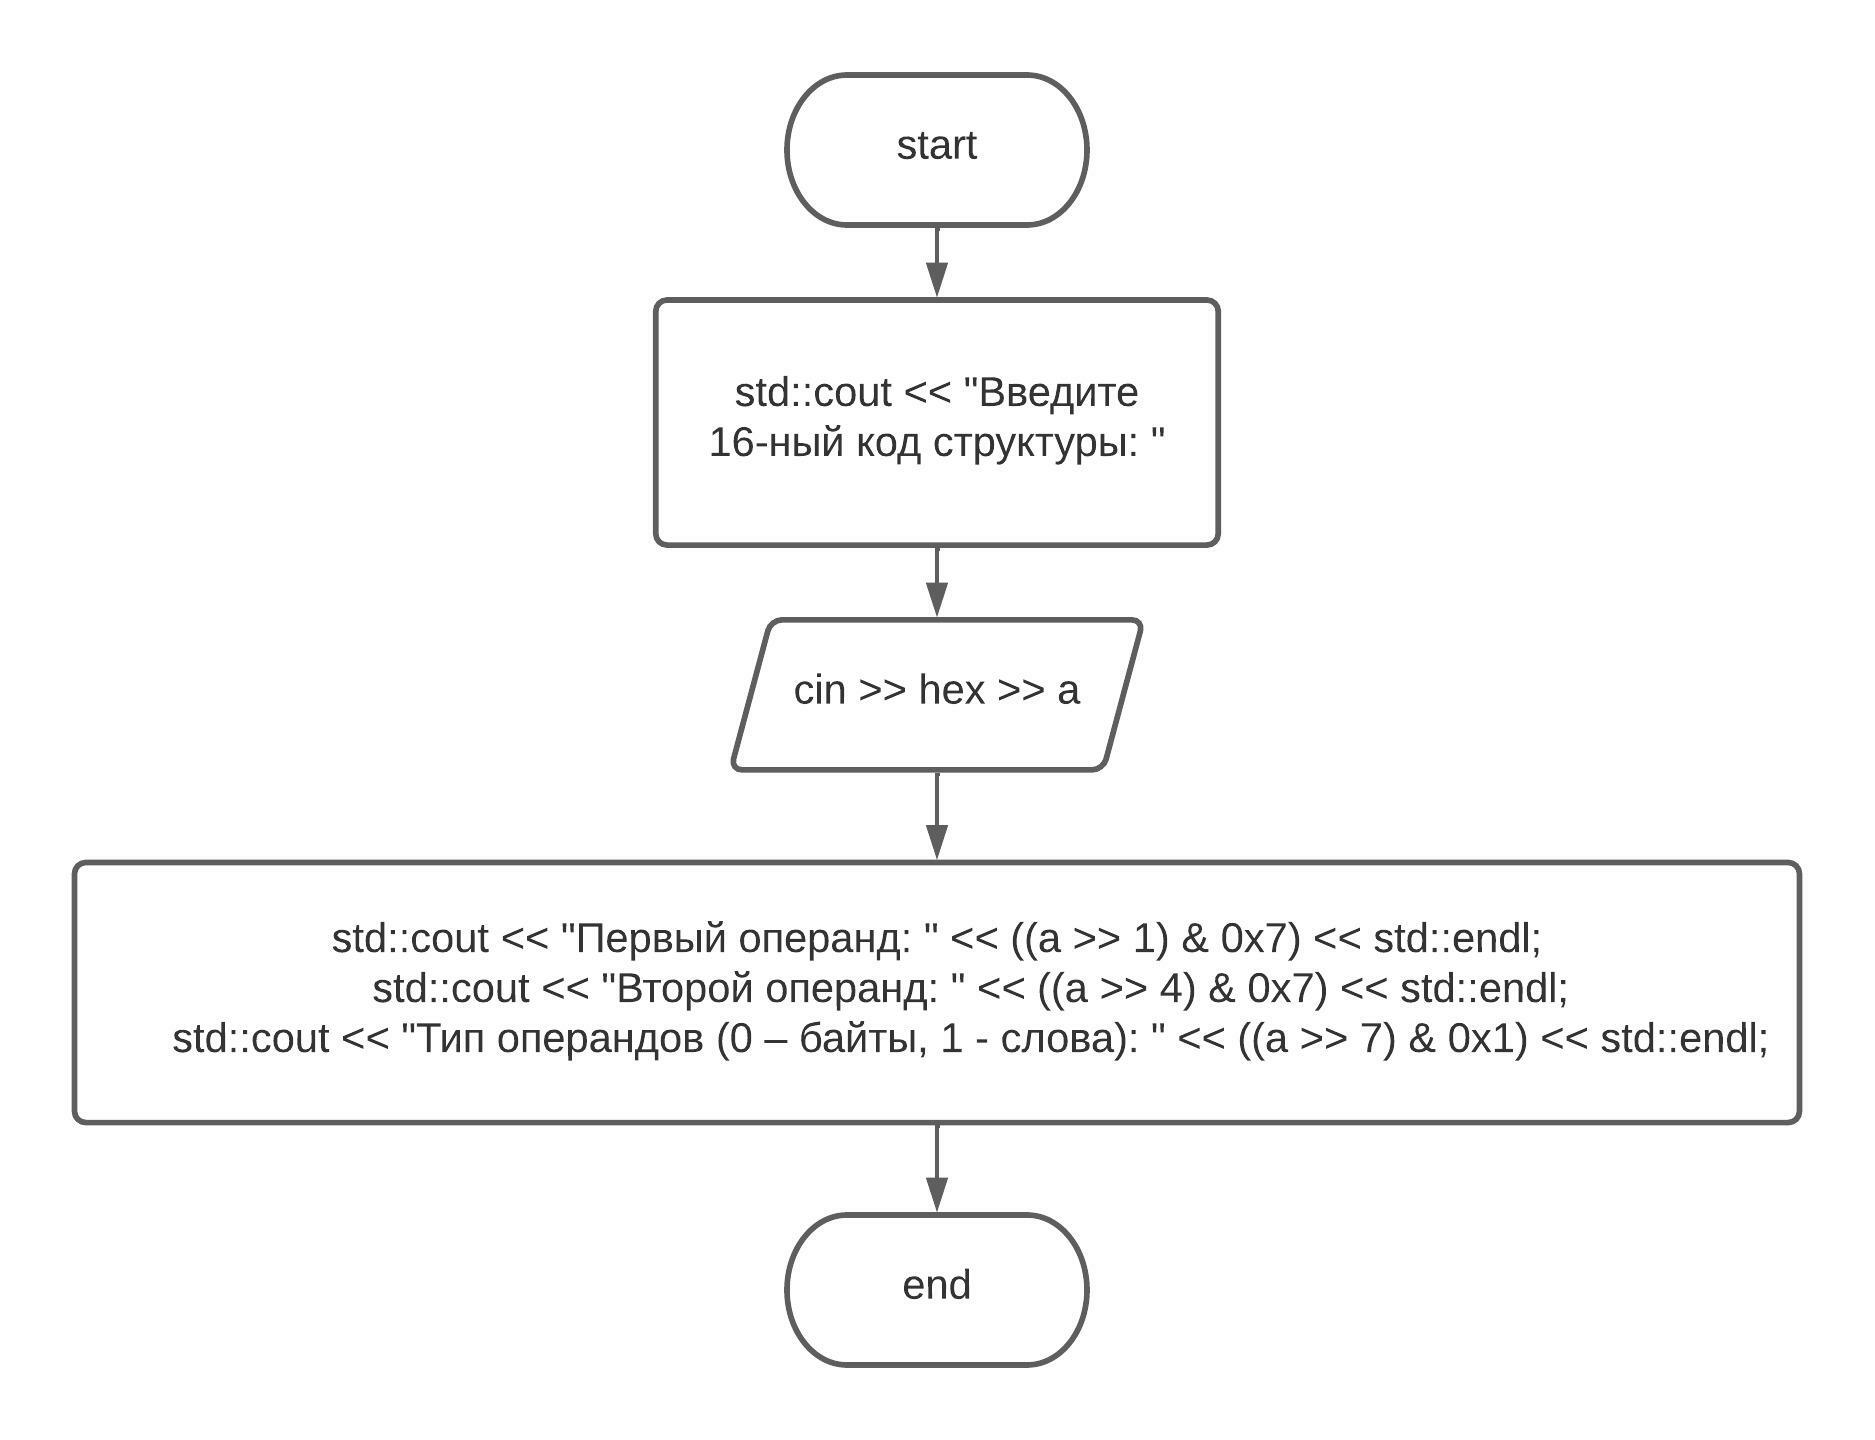 start
std::cout << "Введите
16-ный код структуры: "
cin >> hex >> a
std::cout << "Первый операнд: " << ((a >> 1) & 0x7) << std::endl;
std::cout << "Второй операнд: " << ((a >> 4) & 0x7) << std::endl;
std::cout << "Тип операндов (0 – байты, 1 - слова): " << ((a >> 7) & 0x1) << std::endl;
end